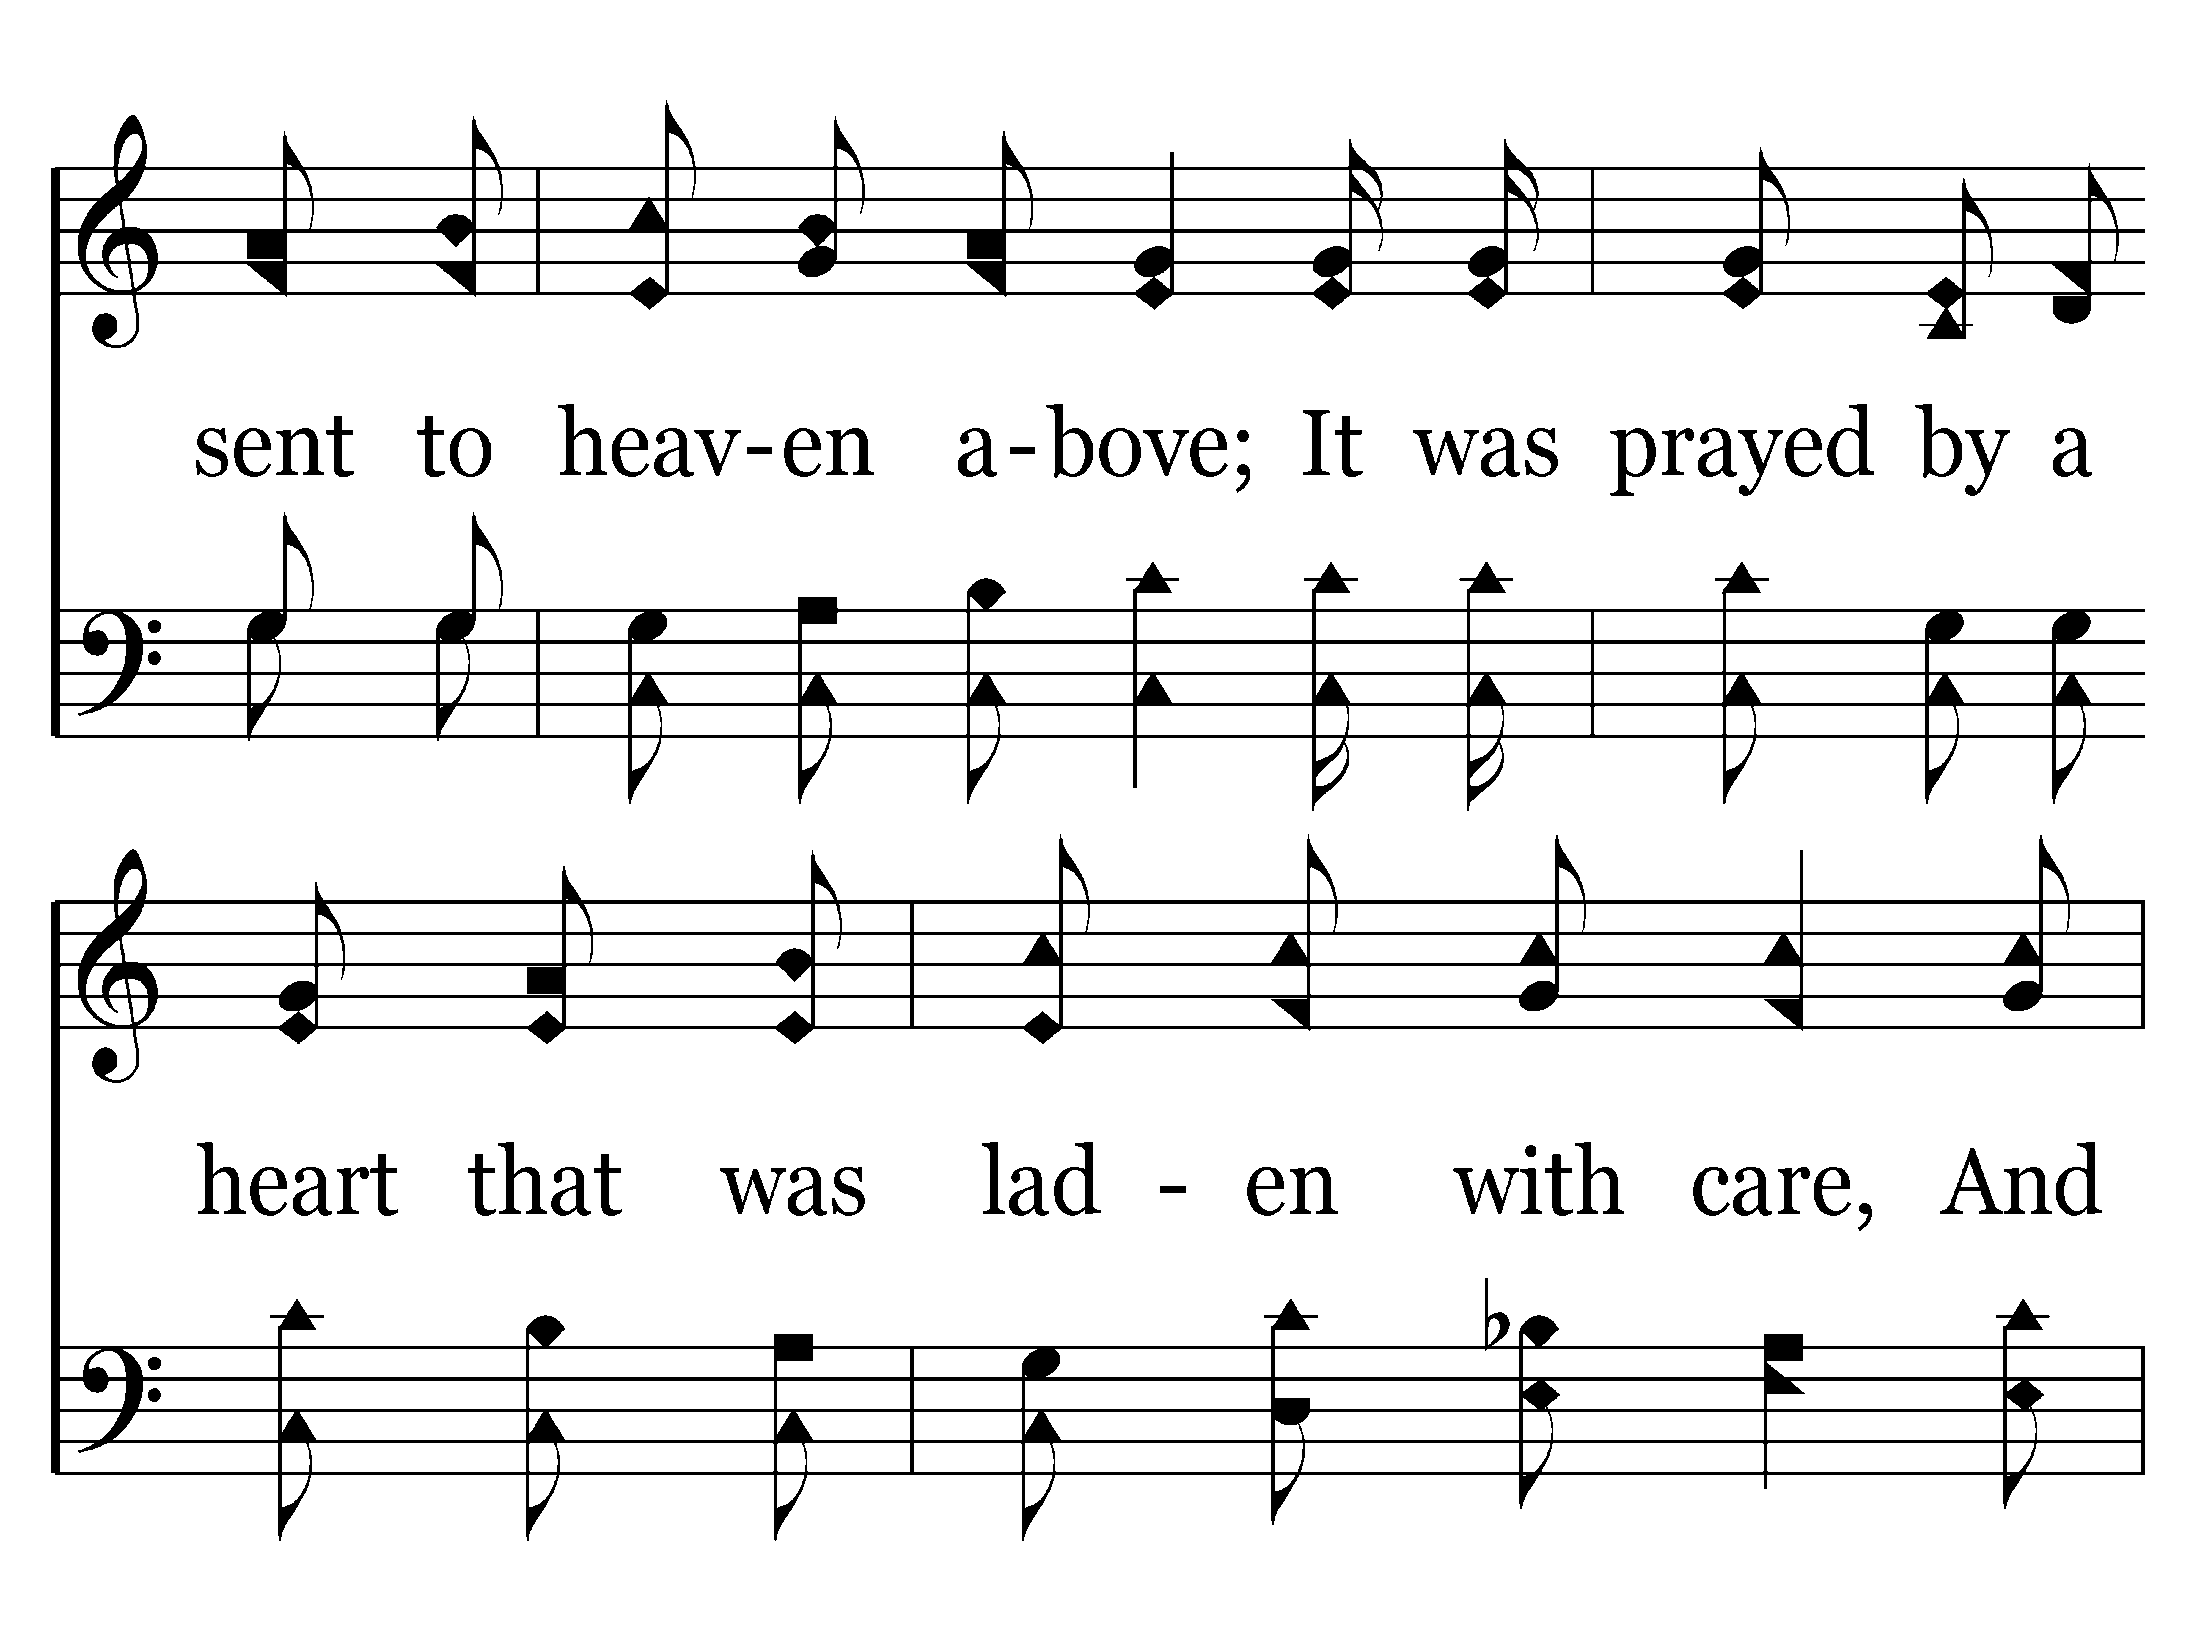 sent to heav-en a-bove; It was prayed by a
heart that was lad - en with care, And